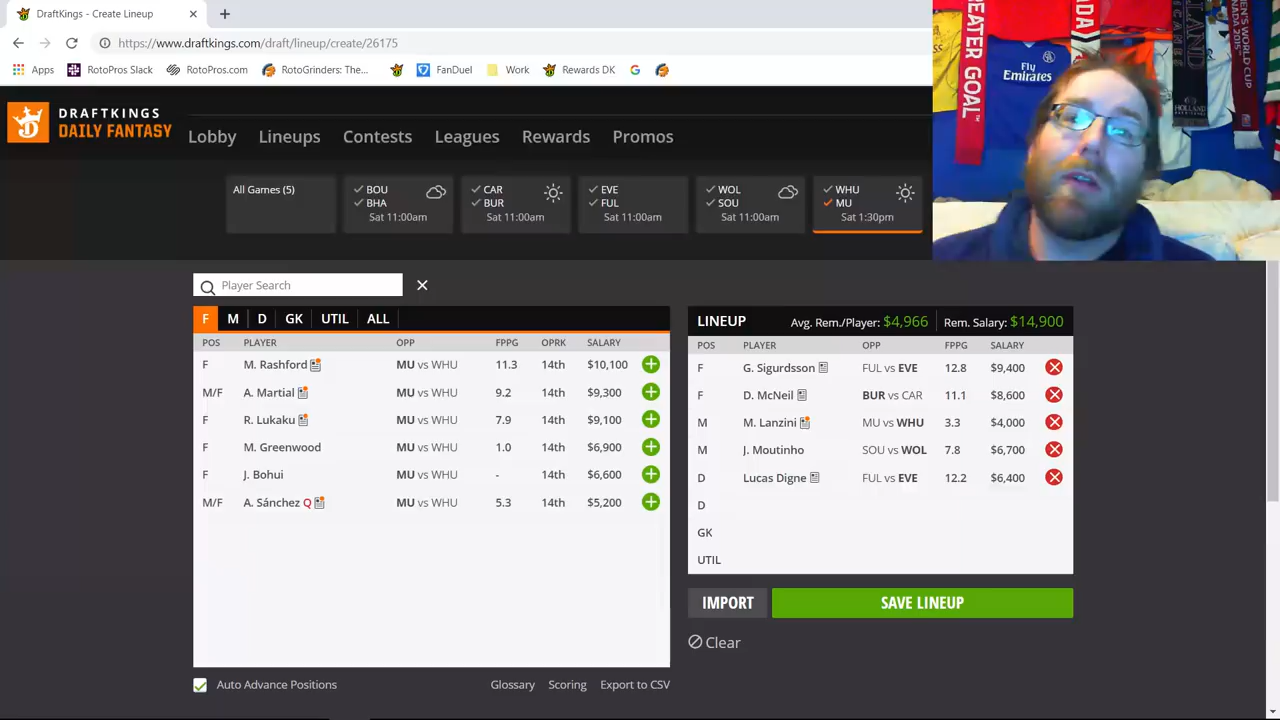 DraftKings - Create Lineup
https://www.draftkings.com/draft/lineup/create/26175
Apps RotoPros Slack RotoPros.com RotoGrinders: The... FanDuel Work Rewards DK
DRAFTKINGS
DAILY FANTASY
Lobby Lineups Contests Leagues Rewards Promos
All Games (5)
BOU
BHA
Sat 11:00am
CAR
BUR
Sat 11:00am
EVE
FUL
Sat 11:00am
WOL
SOU
Sat 11:00am
WHU
MU
Sat 1:30pm
Player Search
F M D GK UTIL ALL
POS PLAYER OPP FPPG OPRK SALARY
F M. Rashford MU vs WHU 11.3 14th $10,100
M/F A. Martial MU vs WHU 9.2 14th $9,300
F R. Lukaku MU vs WHU 7.9 14th $9,100
F M. Greenwood MU vs WHU 1.0 14th $6,900
F J. Bohui MU vs WHU - 14th $6,600
M/F A. Sánchez Q MU vs WHU 5.3 14th $5,200
Auto Advance Positions
Glossary Scoring Export to CSV
LINEUP Avg. Rem./Player: $4,966 Rem. Salary: $14,900
POS PLAYER OPP FPPG SALARY
F G. Sigurdsson FUL vs EVE 12.8 $9,400
F D. McNeil BUR vs CAR 11.1 $8,600
M M. Lanzini MU vs WHU 3.3 $4,000
M J. Moutinho SOU vs WOL 7.8 $6,700
D Lucas Digne FUL vs EVE 12.2 $6,400
D
GK
UTIL
IMPORT SAVE LINEUP
Clear
EATER GOAL
Fly
Emirates
HOLLAND